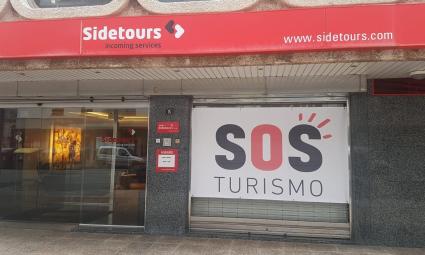 Sidetours
incoming services
www.sidetours.com
SOS
TURISMO